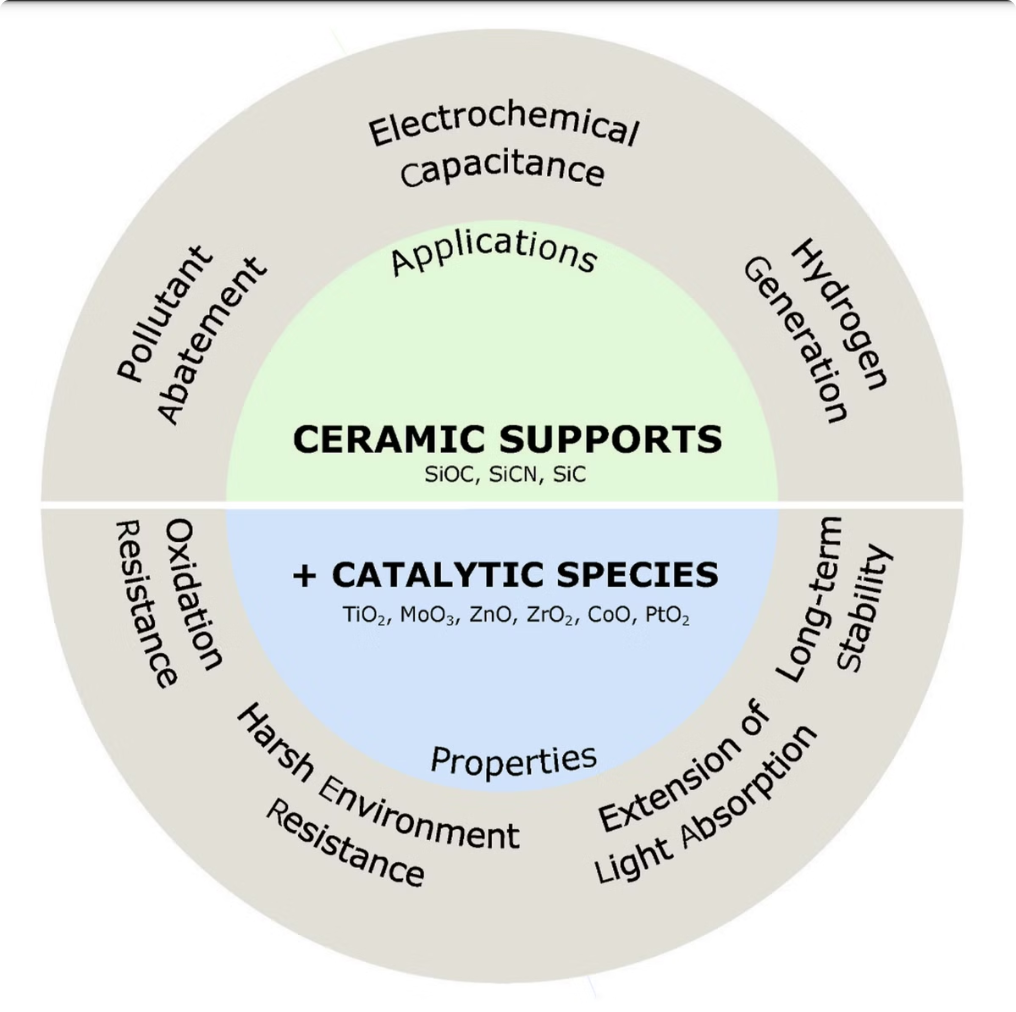 Electrochemical
Capacitance
Pollutant
Abatement
Hydrogen
Generation
Applications
CERAMIC SUPPORTS
SiOC, SiCN, SiC
+ CATALYTIC SPECIES
TiO₂, MoO₃, ZnO, ZrO₂, CoO, PtO₂
Properties
Oxidation
Resistance
Harsh Environment
Resistance
Extension of
Light Absorption
Long-term
Stability